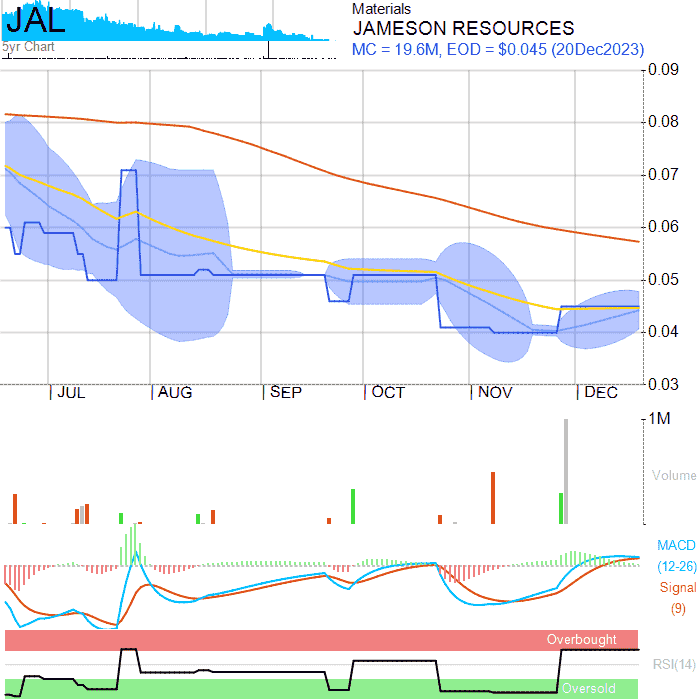 JAL
5yr Chart
Materials
JAMESON RESOURCES
MC = 19.6M, EOD = $0.045 (20Dec2023)
0.09
0.08
0.07
0.06
0.05
0.04
0.03
JUL AUG SEP OCT NOV DEC
1M
Volume
MACD
(12-26)
Signal
(9)
Overbought
RSI(14)
Oversold